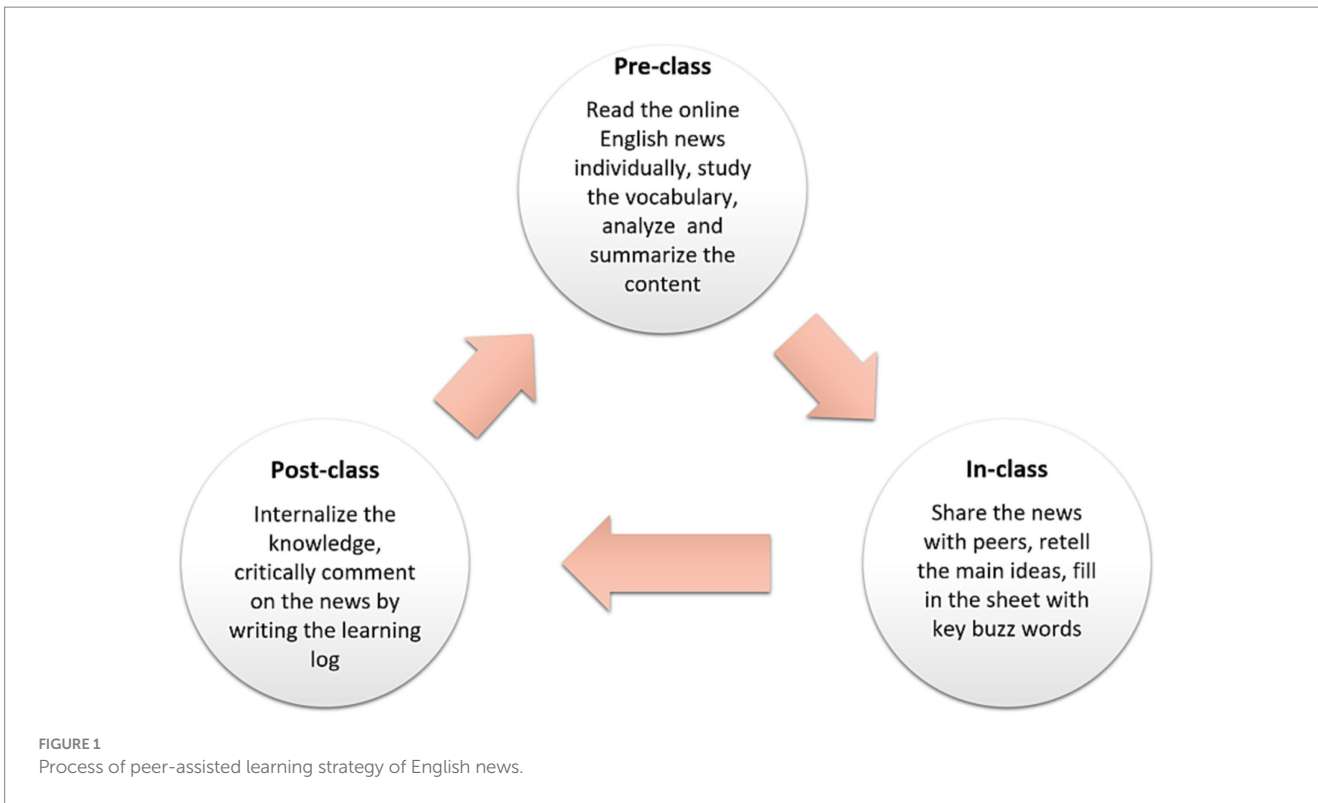 Pre-class
Read the online
English news
individually, study
the vocabulary,
analyze and
summarize the
content
Post-class
Internalize the
knowledge,
critically comment
on the news by
writing the learning
log
In-class
Share the news
with peers, retell
the main ideas, fill
in the sheet with
key buzz words
FIGURE 1
Process of peer-assisted learning strategy of English news.